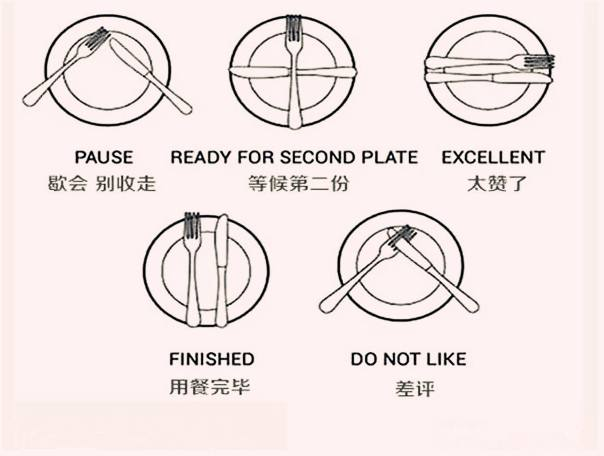 PAUSE
READY FOR SECOND PLATE
EXCELLENT
歇会 别收走
等候第二份
太赞了
FINISHED
DO NOT LIKE
用餐完毕
差评